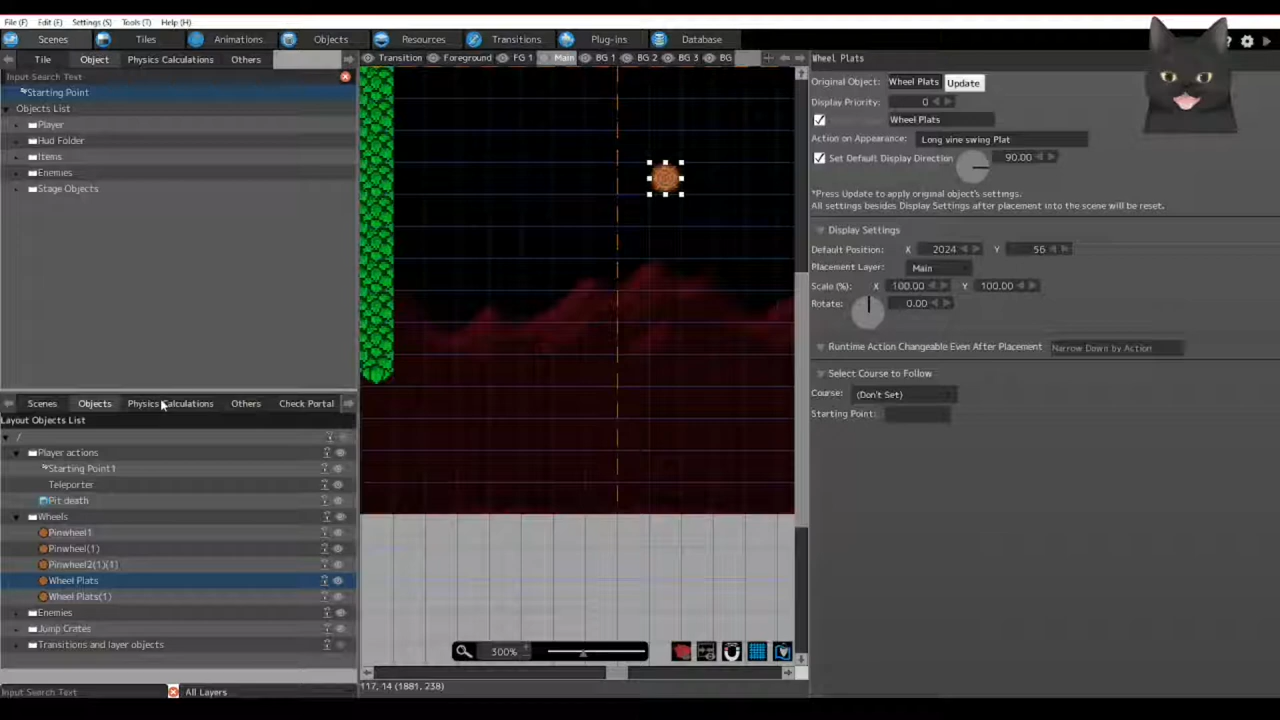 File (F) Edit (E) Settings (S) Tools (T) Help (H)
Scenes Tiles Animations Objects Resources Transitions Plug-ins Database ?
Tile Object Physics Calculations Others
Transition Foreground FG 1 Main BG 1 BG 2 BG 3 BG
Wheel Plats
Input Search Text
Starting Point
Objects List
Player
Hud Folder
Items
Enemies
Stage Objects
Original Object: Wheel Plats Update
Display Priority: 0
Wheel Plats
Action on Appearance: Long vine swing Plat
Set Default Display Direction 90.00
*Press Update to apply original object's settings.
All settings besides Display Settings after placement into the scene will be reset.
Display Settings
Default Position: X 2024 Y 56
Placement Layer: Main
Scale (%): X 100.00 Y 100.00
Rotate: 0.00
Runtime Action Changeable Even After Placement Narrow Down by Action
Select Course to Follow
Course: (Don't Set)
Starting Point:
Scenes Objects Physics Calculations Others Check Portal
Layout Objects List
/
Player actions
Starting Point1
Teleporter
Pit death
Wheels
Pinwheel1
Pinwheel(1)
Pinwheel2(1)(1)
Wheel Plats
Wheel Plats(1)
Enemies
Jump Crates
Transitions and layer objects
Input Search Text All Layers
300%
117, 14 (1881, 238)